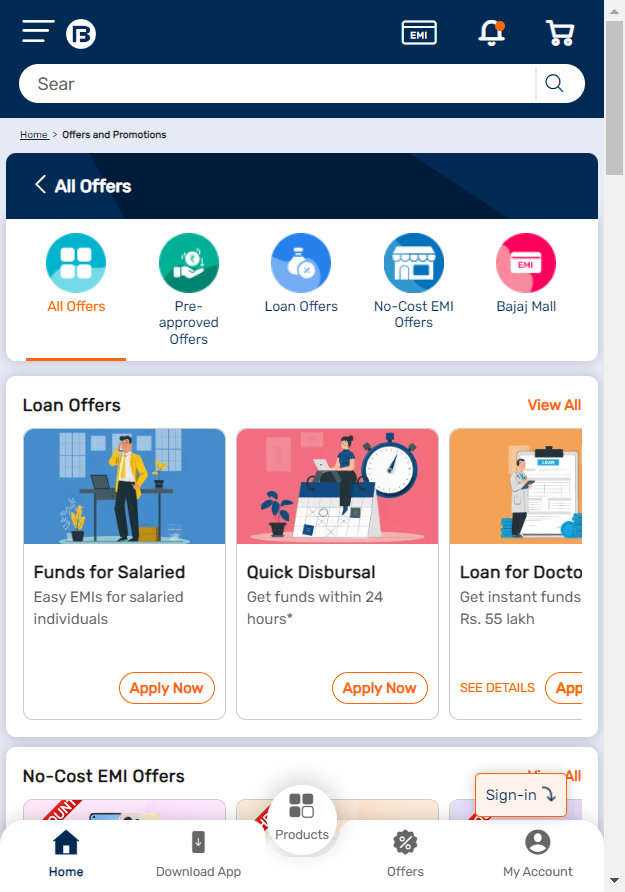 EMI
Sear
Home > Offers and Promotions
All Offers
EMI
All Offers
Pre-
approved
Offers
Loan Offers
No-Cost EMI
Offers
Bajaj Mall
Loan Offers
View All
LOAN
Funds for Salaried
Easy EMIs for salaried
individuals
Apply Now
Quick Disbursal
Get funds within 24
hours*
Apply Now
Loan for Docto
Get instant funds
Rs. 55 lakh
SEE DETAILS
App
No-Cost EMI Offers
View All
Sign-in
Products
Home
Download App
Offers
My Account